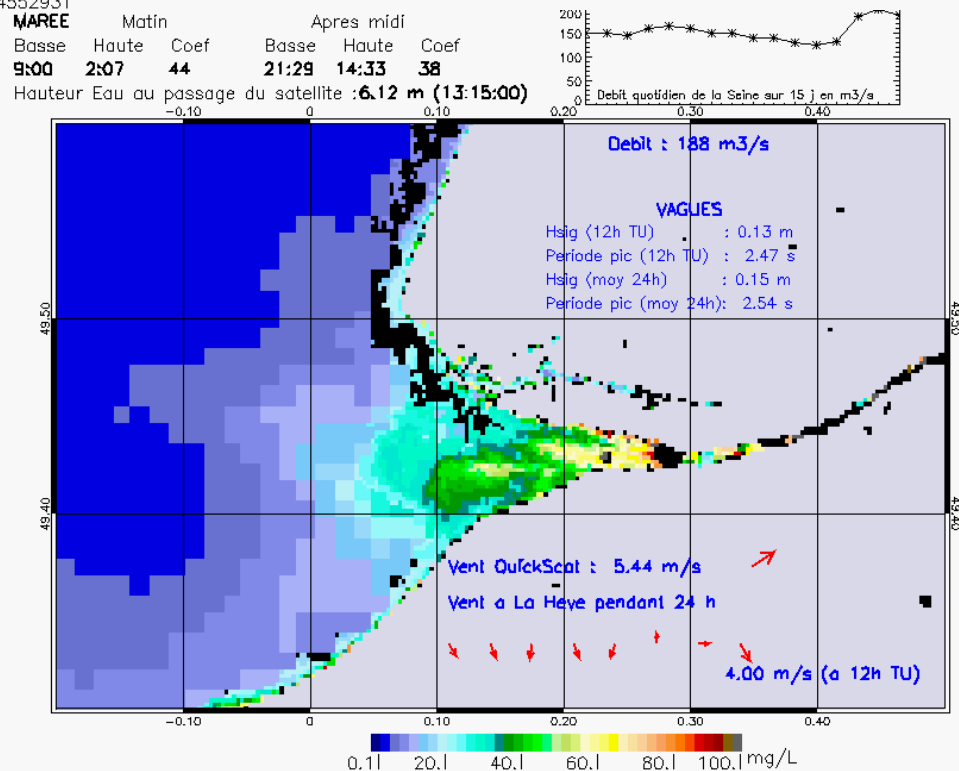 4552931
MAREE Matin Apres midi
Basse Haute Coef Basse Haute Coef
9:00 2:07 44 21:29 14:33 38
Hauteur Eau au passage du satellite :6.12 m (13:15:00)
200
150
100
50
0
Debit quotidien de la Seine sur 15 j en m3/s
-0.10 0 0.10 0.20 0.30 0.40
Debit : 188 m3/s
VAGUES
Hsig (12h TU) : 0.13 m
Periode pic (12h TU) : 2.47 s
Hsig (moy 24h) : 0.15 m
Periode pic (moy 24h): 2.54 s
49.50 49.50
49.40 49.40
Vent QuickScat : 5.44 m/s
Vent a La Heve pendant 24 h
4.00 m/s (a 12h TU)
-0.10 0 0.10 0.20 0.30 0.40
0.1 20.1 40.1 60.1 80.1 100.1 mg/L